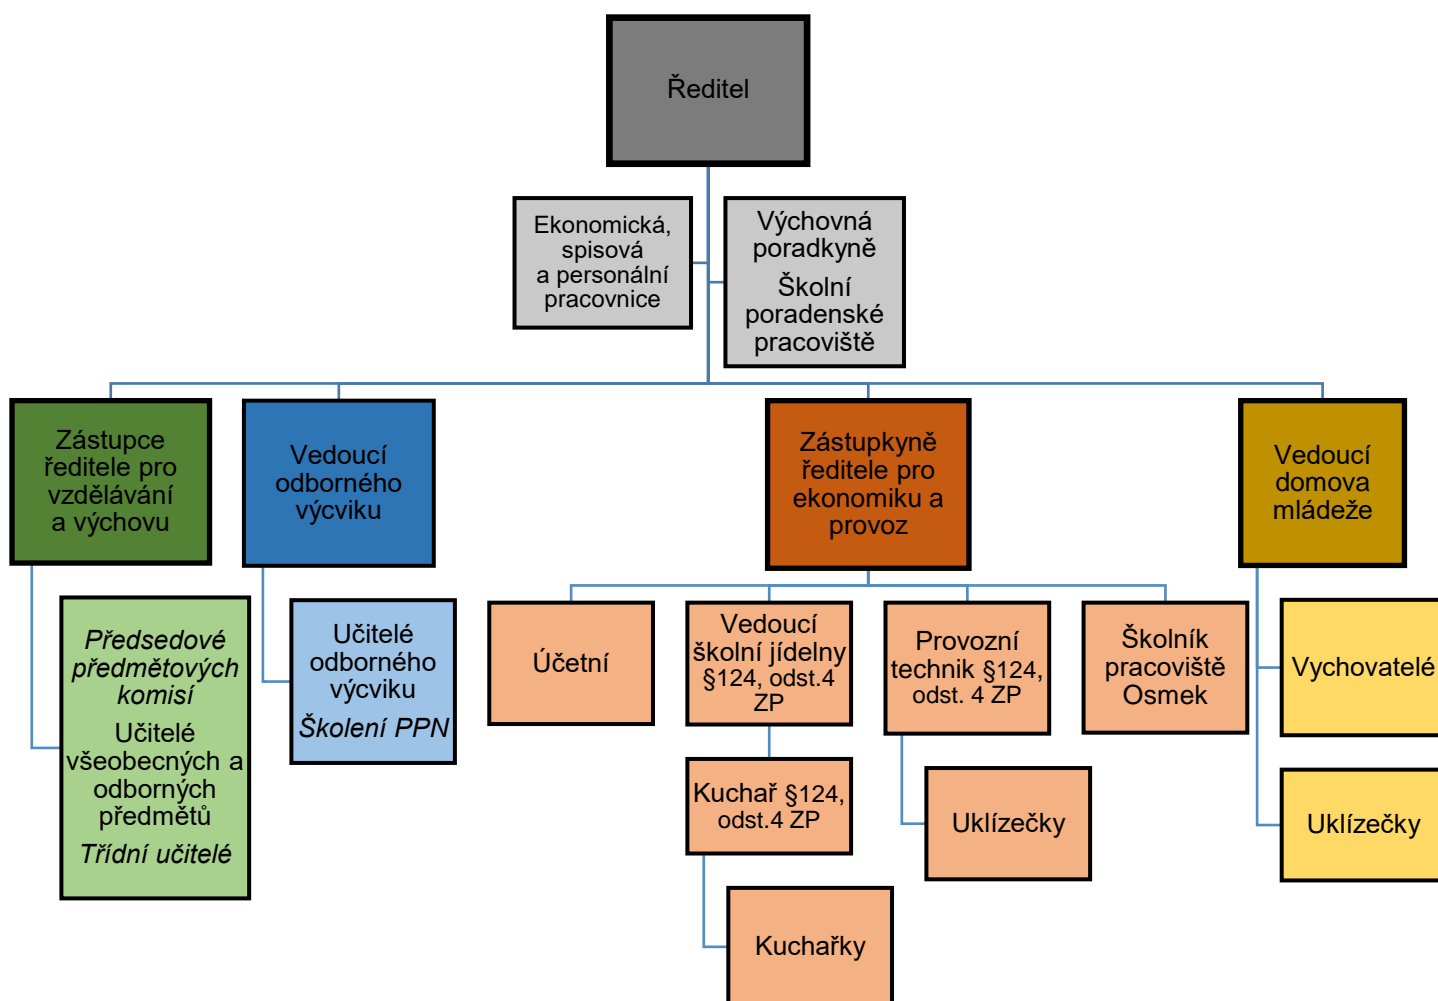 Ředitel
Ekonomická,
spisová
a personální
pracovnice
Výchovná
poradkyně
Školní
poradenské
pracoviště
Zástupce
ředitele pro
vzdělávání
a výchovu
Vedoucí
odborného
výcviku
Zástupkyně
ředitele pro
ekonomiku a
provoz
Vedoucí
domova
mládeže
Předsedové
předmětových
komisí
Učitelé
všeobecných a
odborných
předmětů
Třídní učitelé
Učitelé
odborného
výcviku
Školení PPN
Účetní
Vedoucí
školní jídelny
§124, odst.4
ZP
Provozní
technik §124,
odst. 4 ZP
Školník
pracoviště
Osmek
Vychovatelé
Kuchař §124,
odst.4 ZP
Uklízečky
Uklízečky
Kuchařky